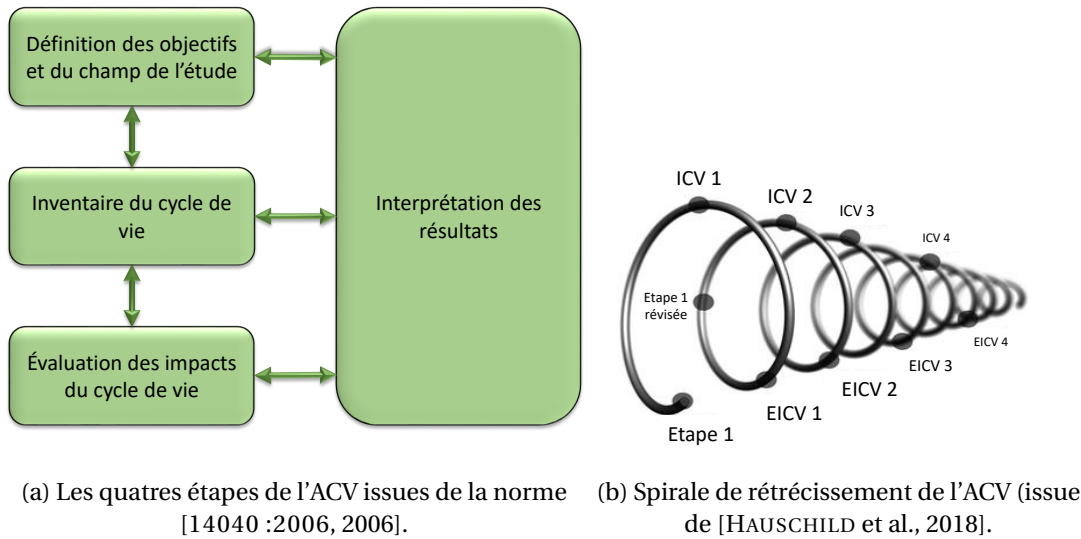 Définition des objectifs
et du champ de l'étude
Inventaire du cycle de
vie
Évaluation des impacts
du cycle de vie
Interprétation des
résultats
ICV 1
ICV 2
ICV 3
ICV 4
Etape 1
révisée
EICV 4
EICV 3
EICV 2
EICV 1
Etape 1
(a) Les quatres étapes de l'ACV issues de la norme
[14040 :2006, 2006].
(b) Spirale de rétrécissement de l'ACV (issue
de [HAUSCHILD et al., 2018].